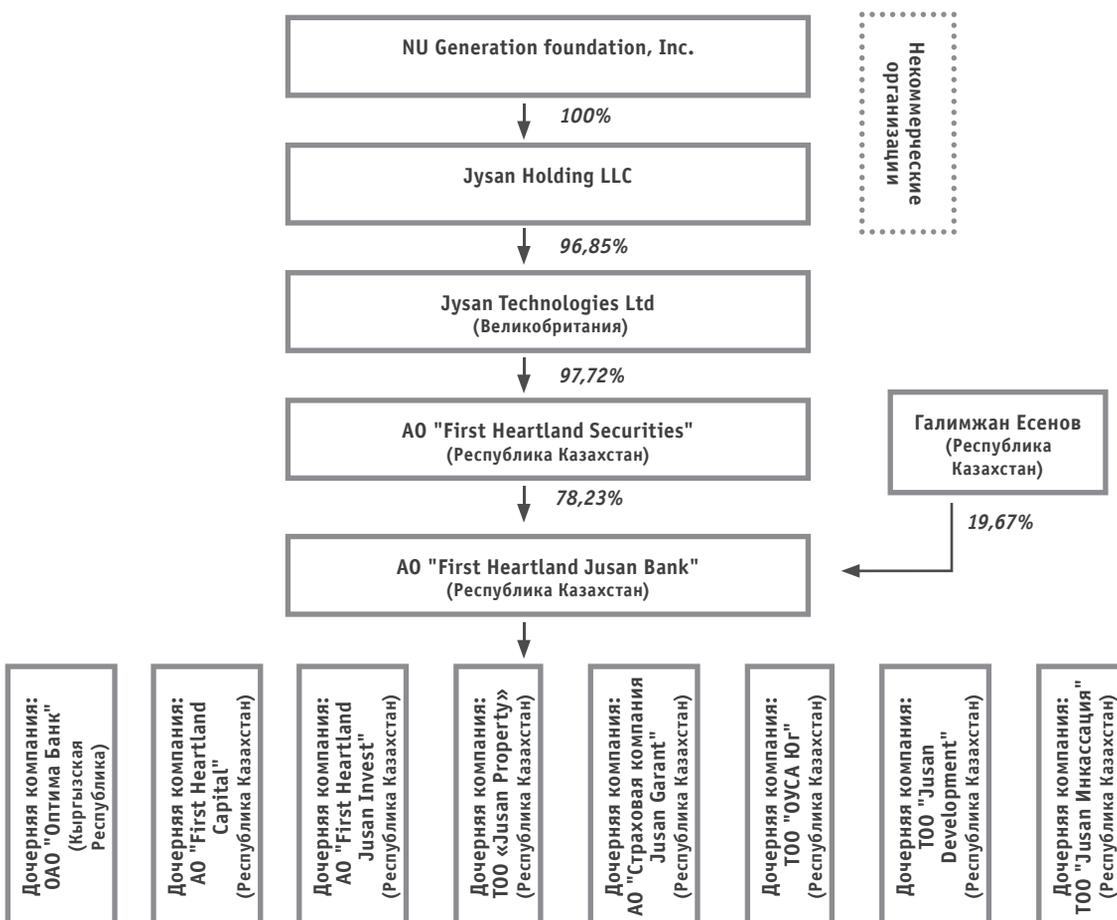 NU Generation foundation, Inc.
Некоммерческие
организации
100%
Jysan Holding LLC
96,85%
Jysan Technologies Ltd
(Великобритания)
97,72%
АО "First Heartland Securities"
(Республика Казахстан)
Галимжан Есенов
(Республика
Казахстан)
78,23%
19,67%
АО "First Heartland Jusan Bank"
(Республика Казахстан)
Дочерняя компания:
ОАО "Оптима Банк"
(Кыргызская
Республика)
Дочерняя компания:
АО "First Heartland
Capital"
(Республика Казахстан)
Дочерняя компания:
АО "First Heartland
Jusan Invest"
(Республика Казахстан)
Дочерняя компания:
ТОО «Jusan Property»
(Республика Казахстан)
Дочерняя компания:
АО "Страховая компания
Jusan Garant"
(Республика Казахстан)
Дочерняя компания:
ТОО "ОУСА Юг"
(Республика Казахстан)
Дочерняя компания:
ТОО "Jusan
Development"
(Республика Казахстан)
Дочерняя компания:
ТОО "Jusan Инкассация"
(Республика Казахстан)